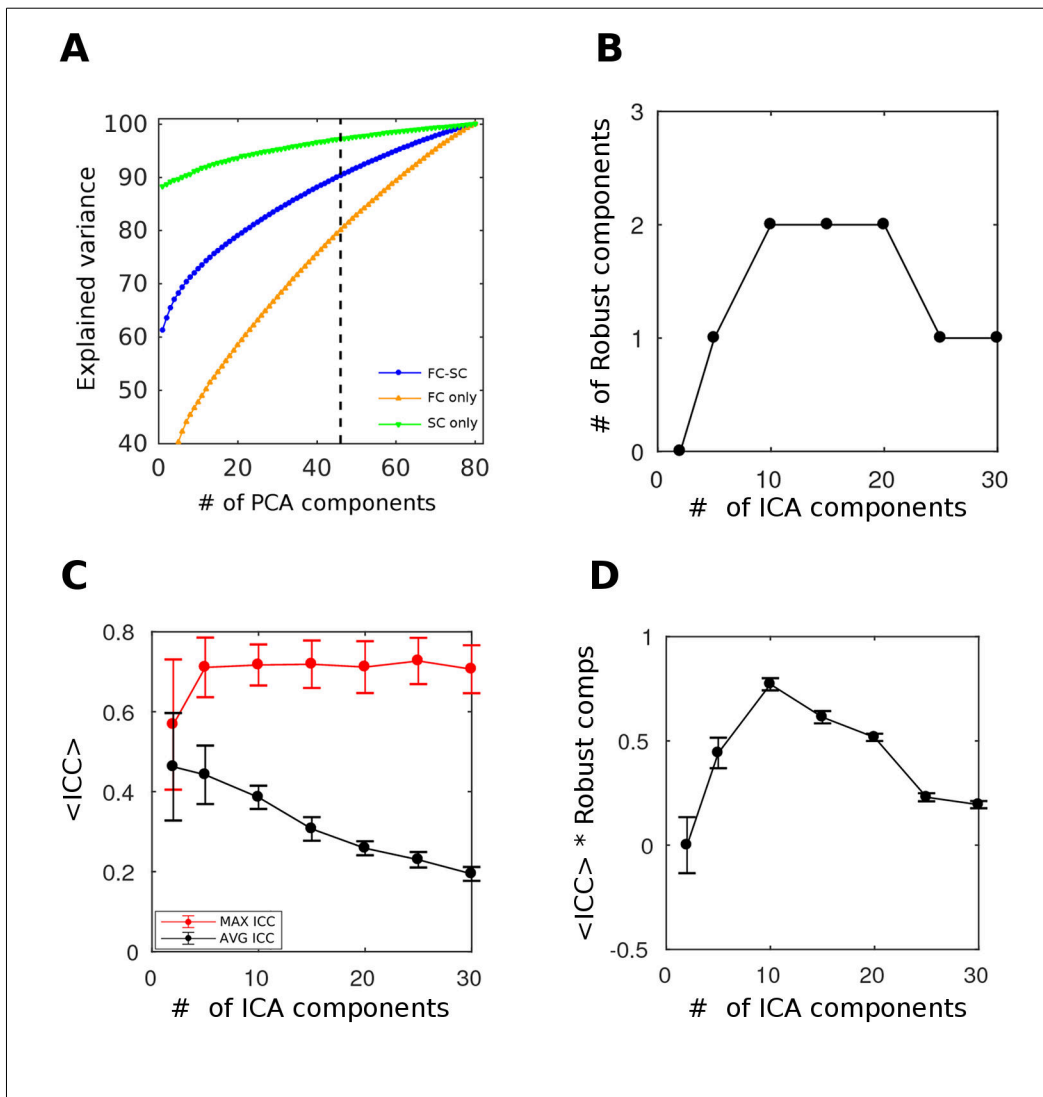 A
B
100
90
80
70
60
50
40
0
20
40
60
80
Explained variance
# of PCA components
FC-SC
FC only
SC only
3
2
1
0
0
10
20
30
# of Robust components
# of ICA components
C
D
0.8
0.6
0.4
0.2
0
0
10
20
30
<ICC>
# of ICA components
MAX ICC
AVG ICC
1
0.5
0
-0.5
0
10
20
30
<ICC> * Robust comps
# of ICA components